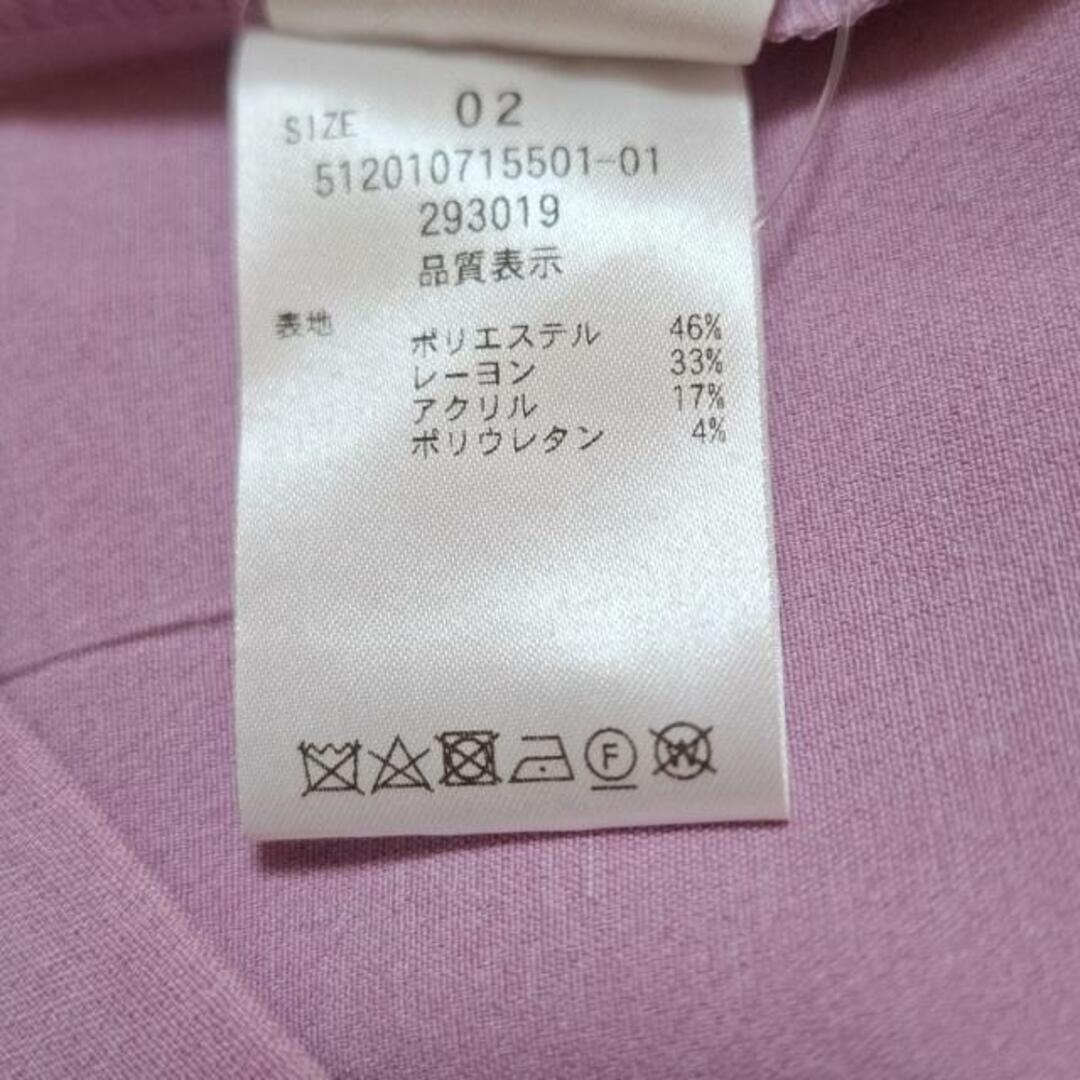 SIZE 02
512010715501-01
293019
品質表示
表地 ポリエステル 46%
レーヨン 33%
アクリル 17%
ポリウレタン 4%
F W